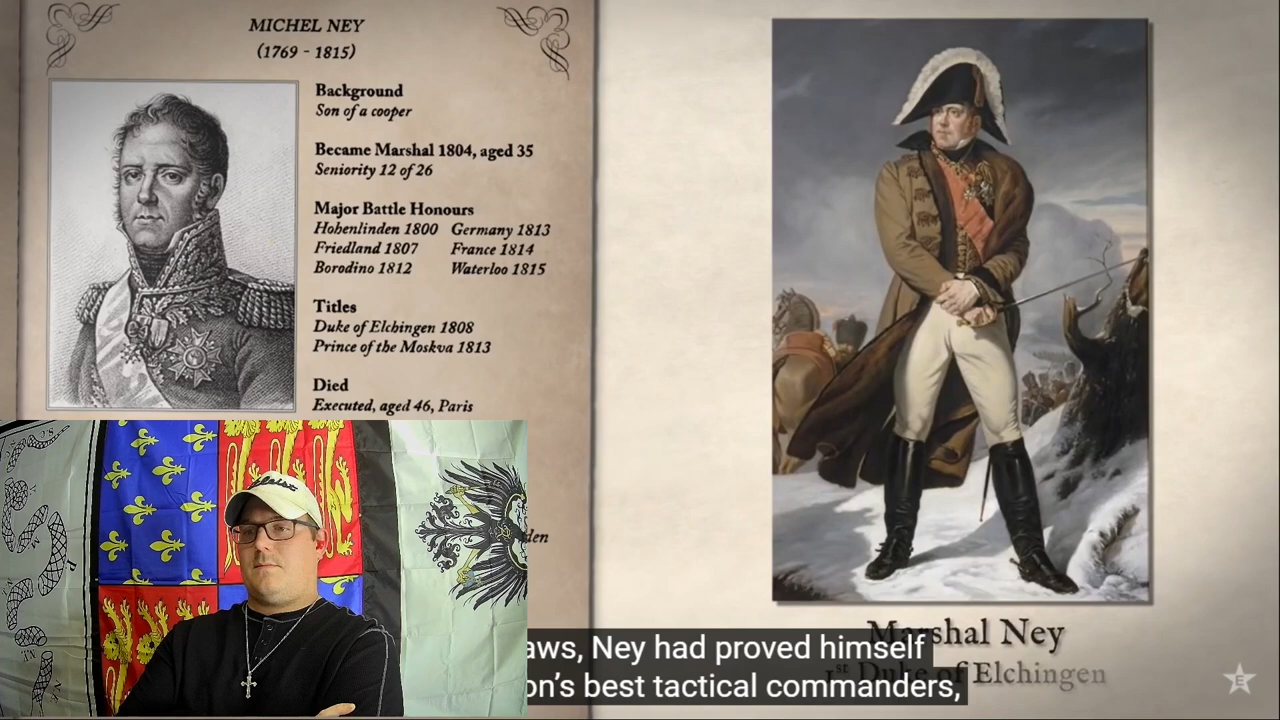 MICHEL NEY
(1769 - 1815)
Background
Son of a cooper
Became Marshal 1804, aged 35
Seniority 12 of 26
Major Battle Honours
Hohenlinden 1800 Germany 1813
Friedland 1807 France 1814
Borodino 1812 Waterloo 1815
Titles
Duke of Elchingen 1808
Prince of the Moskva 1813
Died
Executed, aged 46, Paris
den
Marshal Ney
1st Duke of Elchingen
aws, Ney had proved himself
on's best tactical commanders,
E